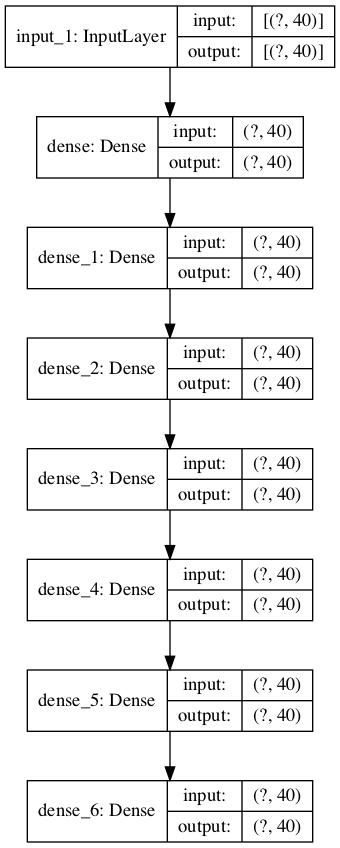 input_1: InputLayer
input: [(?, 40)]
output: [(?, 40)]
dense: Dense
input: (?, 40)
output: (?, 40)
dense_1: Dense
input: (?, 40)
output: (?, 40)
dense_2: Dense
input: (?, 40)
output: (?, 40)
dense_3: Dense
input: (?, 40)
output: (?, 40)
dense_4: Dense
input: (?, 40)
output: (?, 40)
dense_5: Dense
input: (?, 40)
output: (?, 40)
dense_6: Dense
input: (?, 40)
output: (?, 40)